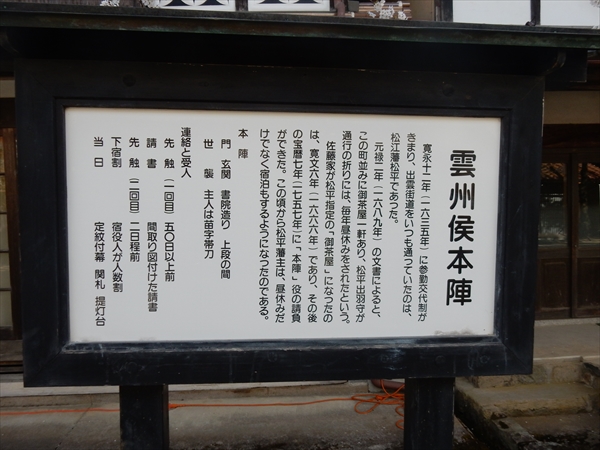 雲州侯本陣
寛永十二年（一六三五年）に参勤交代制が
きまり、出雲街道をいつも通っていたのは、
松江藩松平であった。
元禄二年（一六八九年）の文書によると、
この町並みに御茶屋一軒あり、松平出羽守が
通行の折りには、毎年昼休みをされたという。
佐藤家が松平指定の「御茶屋」になったの
は、寛文六年（一六六六年）であり、その後
の宝暦七年（一七五七年）に「本陣」役の請負
ができた。この頃から松平藩主は、昼休みだ
けでなく宿泊もするようになったのである。
本陣
門 玄関 書院造り 上段の間
世襲 主人は苗字帯刀
連絡と受入
先触（一回目） 五〇日以上前
請書 間取り図付けた請書
先触（二回目） 二日程前
下宿割 宿役人が人数割
当日 定紋付幕 関札 提灯台